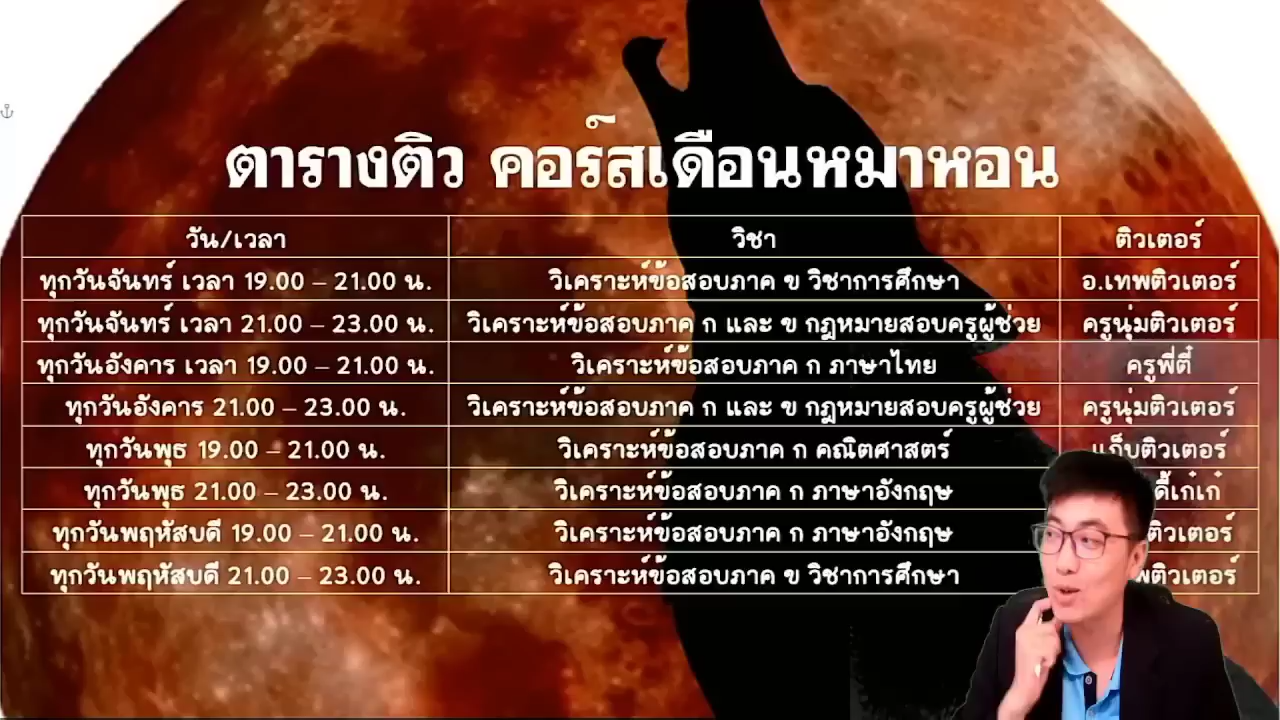 ตารางติว คอร์สเดือนหมาหอน
วัน/เวลา วิชา ติวเตอร์
ทุกวันจันทร์ เวลา 19.00 – 21.00 น. วิเคราะห์ข้อสอบภาค ข วิชาการศึกษา อ.เทพติวเตอร์
ทุกวันจันทร์ เวลา 21.00 – 23.00 น. วิเคราะห์ข้อสอบภาค ก และ ข กฎหมายสอบครูผู้ช่วย ครูนุ่มติวเตอร์
ทุกวันอังคาร เวลา 19.00 – 21.00 น. วิเคราะห์ข้อสอบภาค ก ภาษาไทย ครูพี่ตี๋
ทุกวันอังคาร 21.00 – 23.00 น. วิเคราะห์ข้อสอบภาค ก และ ข กฎหมายสอบครูผู้ช่วย ครูนุ่มติวเตอร์
ทุกวันพุธ 19.00 – 21.00 น. วิเคราะห์ข้อสอบภาค ก คณิตศาสตร์ แก๊บติวเตอร์
ทุกวันพุธ 21.00 – 23.00 น. วิเคราะห์ข้อสอบภาค ก ภาษาอังกฤษ
ทุกวันพฤหัสบดี 19.00 – 21.00 น. วิเคราะห์ข้อสอบภาค ก ภาษาอังกฤษ ติวเตอร์
ทุกวันพฤหัสบดี 21.00 – 23.00 น. วิเคราะห์ข้อสอบภาค ข วิชาการศึกษา ติวเตอร์